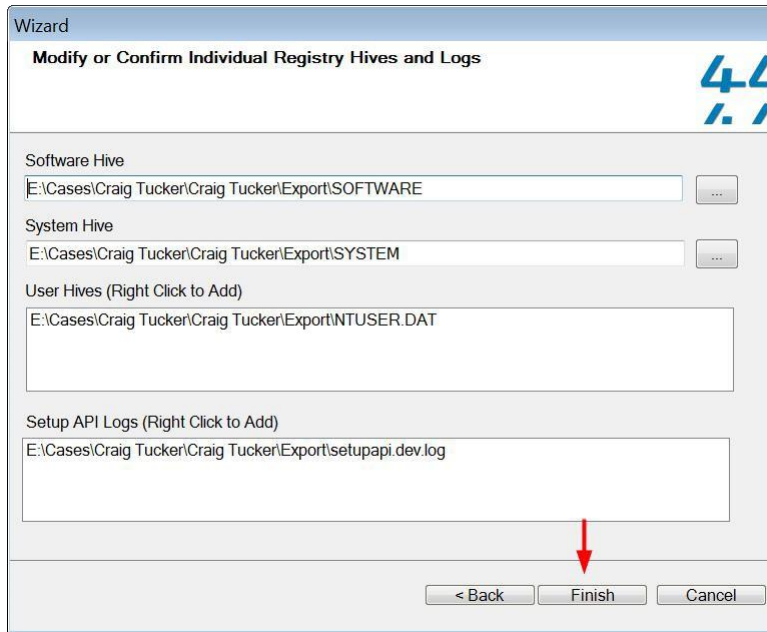 Wizard
Modify or Confirm Individual Registry Hives and Logs
44
Software Hive
E:\Cases\Craig Tucker\Craig Tucker\Export\SOFTWARE
...
System Hive
E:\Cases\Craig Tucker\Craig Tucker\Export\SYSTEM
...
User Hives (Right Click to Add)
E:\Cases\Craig Tucker\Craig Tucker\Export\NTUSER.DAT
Setup API Logs (Right Click to Add)
E:\Cases\Craig Tucker\Craig Tucker\Export\setupapi.dev.log
< Back Finish Cancel